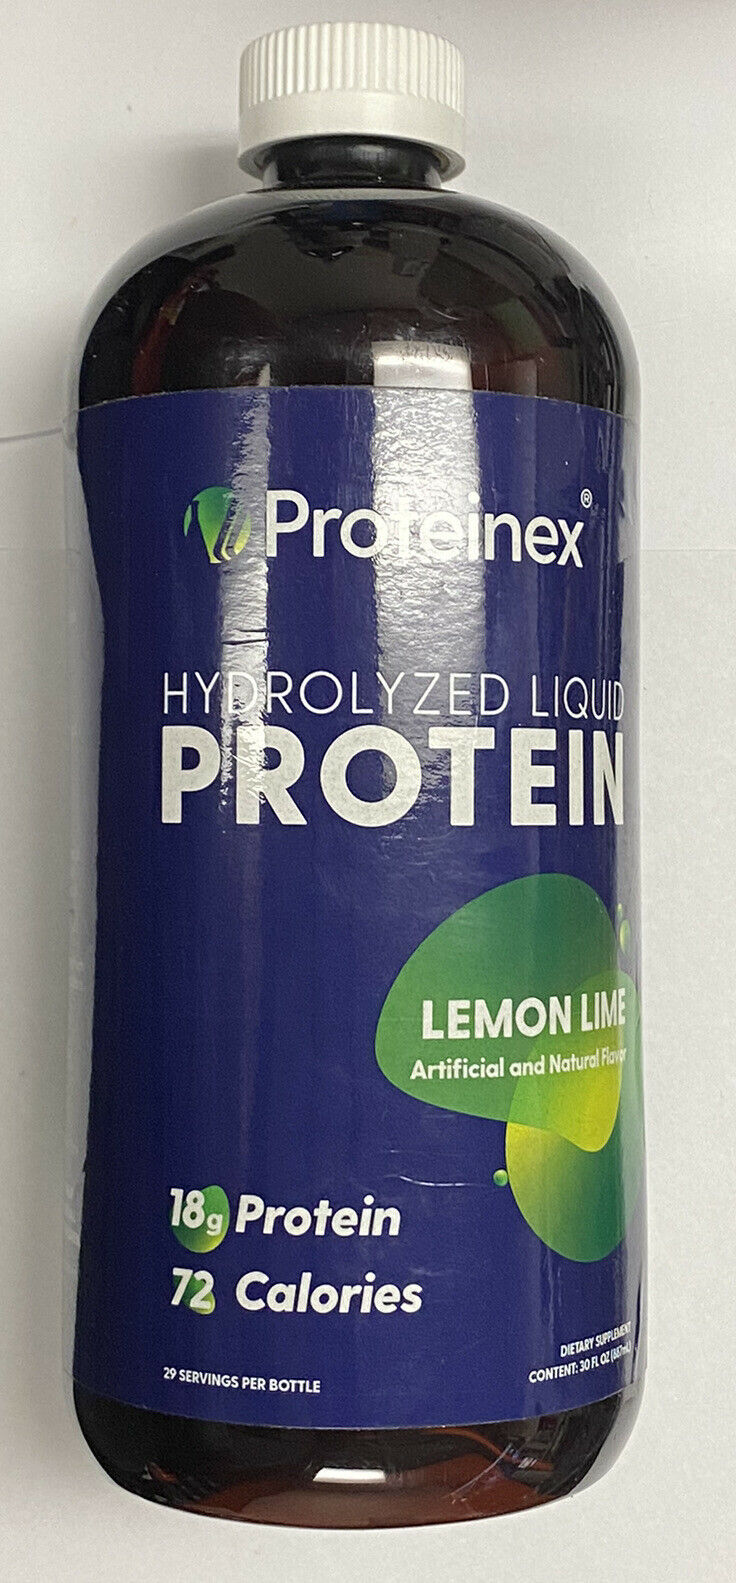 Proteinex®
HYDROLYZED LIQUID
PROTEIN
LEMON LIME
Artificial and Natural Flavor
18g Protein
72 Calories
29 SERVINGS PER BOTTLE
DIETARY SUPPLEMENT
CONTENT: 30 FL OZ (887mL)